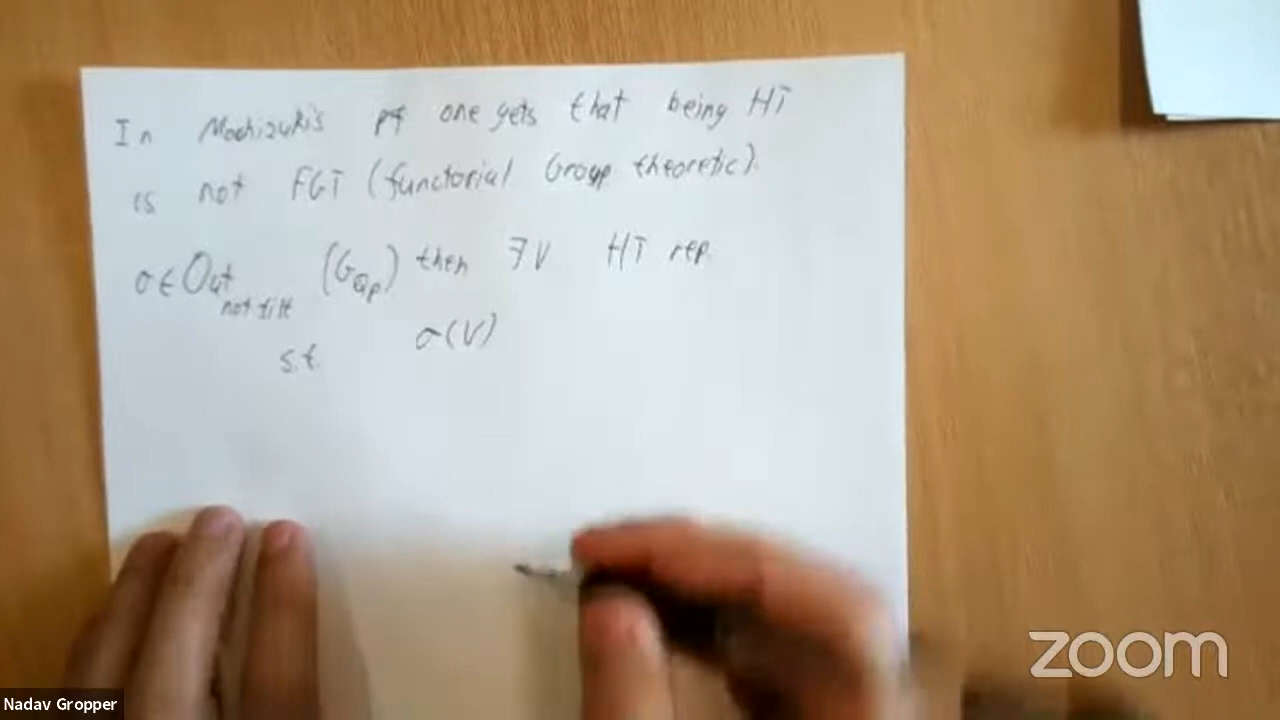 In Mochizuki's pf one gets that being HT
is not FGT (functorial Group theoretic).
σ ∈ Out (G_Qp) then ∃V HT rep
not filt
s.t. σ(V)
zoom
Nadav Gropper